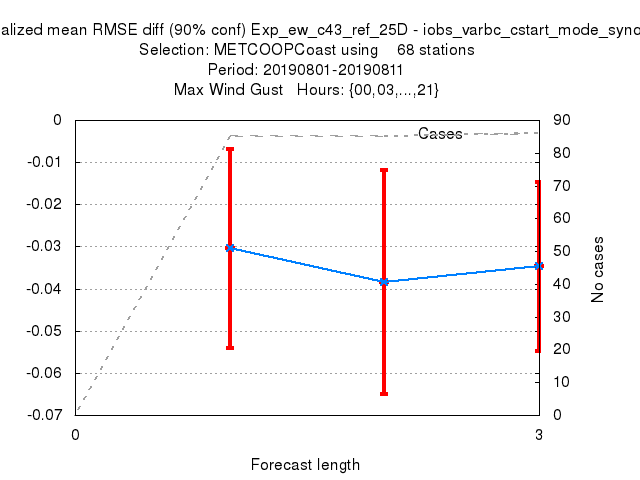 alized mean RMSE diff (90% conf) Exp_ew_c43_ref_25D - iobs_varbc_cstart_mode_syno
Selection: METCOOPCoast using 68 stations
Period: 20190801-20190811
Max Wind Gust Hours: {00,03,...,21}
0 90
Cases
-0.01 80
-0.02 70
-0.03 60
-0.04 50
-0.05 40
-0.06 30
-0.07 20
10
0
No cases
0 3
Forecast length